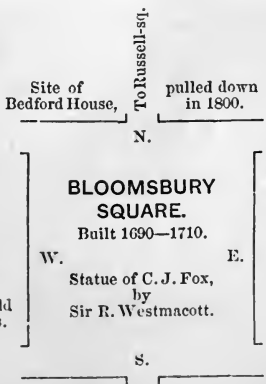 To Russell-sq.
Site of
Bedford House,
pulled down
in 1800.
N.
BLOOMSBURY
SQUARE.
Built 1690—1710.
W.
E.
Statue of C. J. Fox,
by
Sir R. Westmacott.
S.